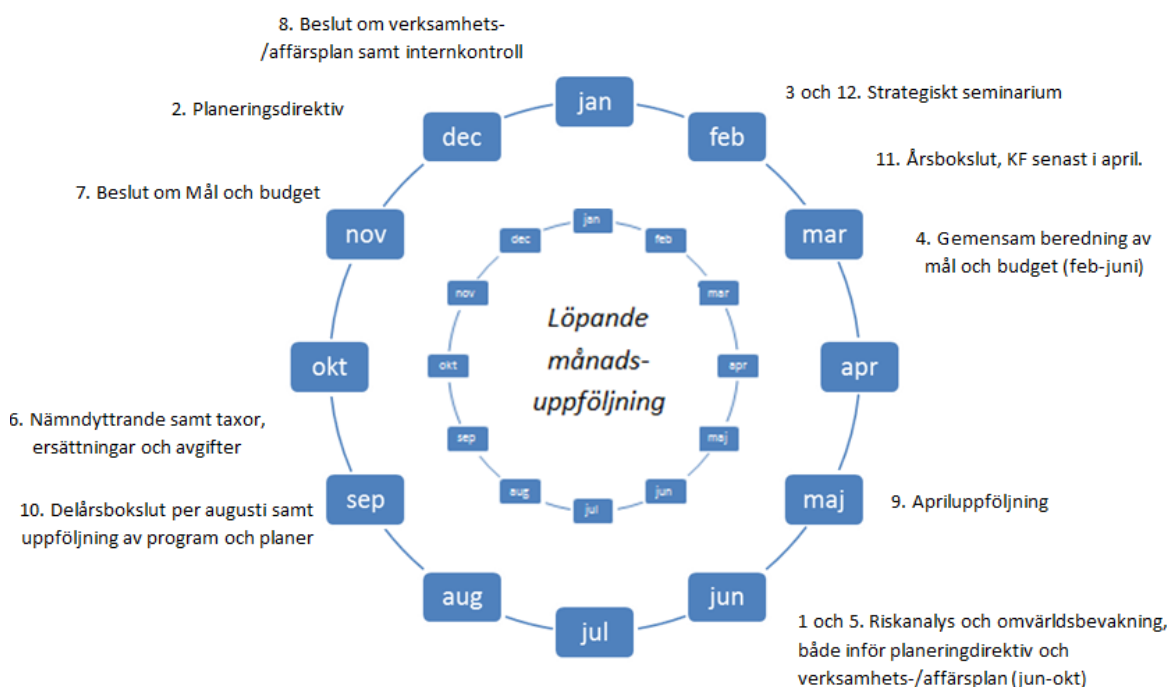 8. Beslut om verksamhets-
/affärsplan samt internkontroll
jan
3 och 12. Strategiskt seminarium
2. Planeringsdirektiv
dec
feb
11. Årsbokslut, KF senast i april.
7. Beslut om Mål och budget
nov
mar
4. Gemensam beredning av
mål och budget (feb-juni)
jan
dec
feb
nov
mar
Löpande
månads-
uppföljning
okt
okt
apr
apr
6. Nämndyttrande samt taxor,
ersättningar och avgifter
sep
maj
aug
jun
jul
sep
maj
9. Apriluppföljning
10. Delårsbokslut per augusti samt
uppföljning av program och planer
aug
jun
jul
1 och 5. Riskanalys och omvärldsbevakning,
både inför planeringdirektiv och
verksamhets-/affärsplan (jun-okt)